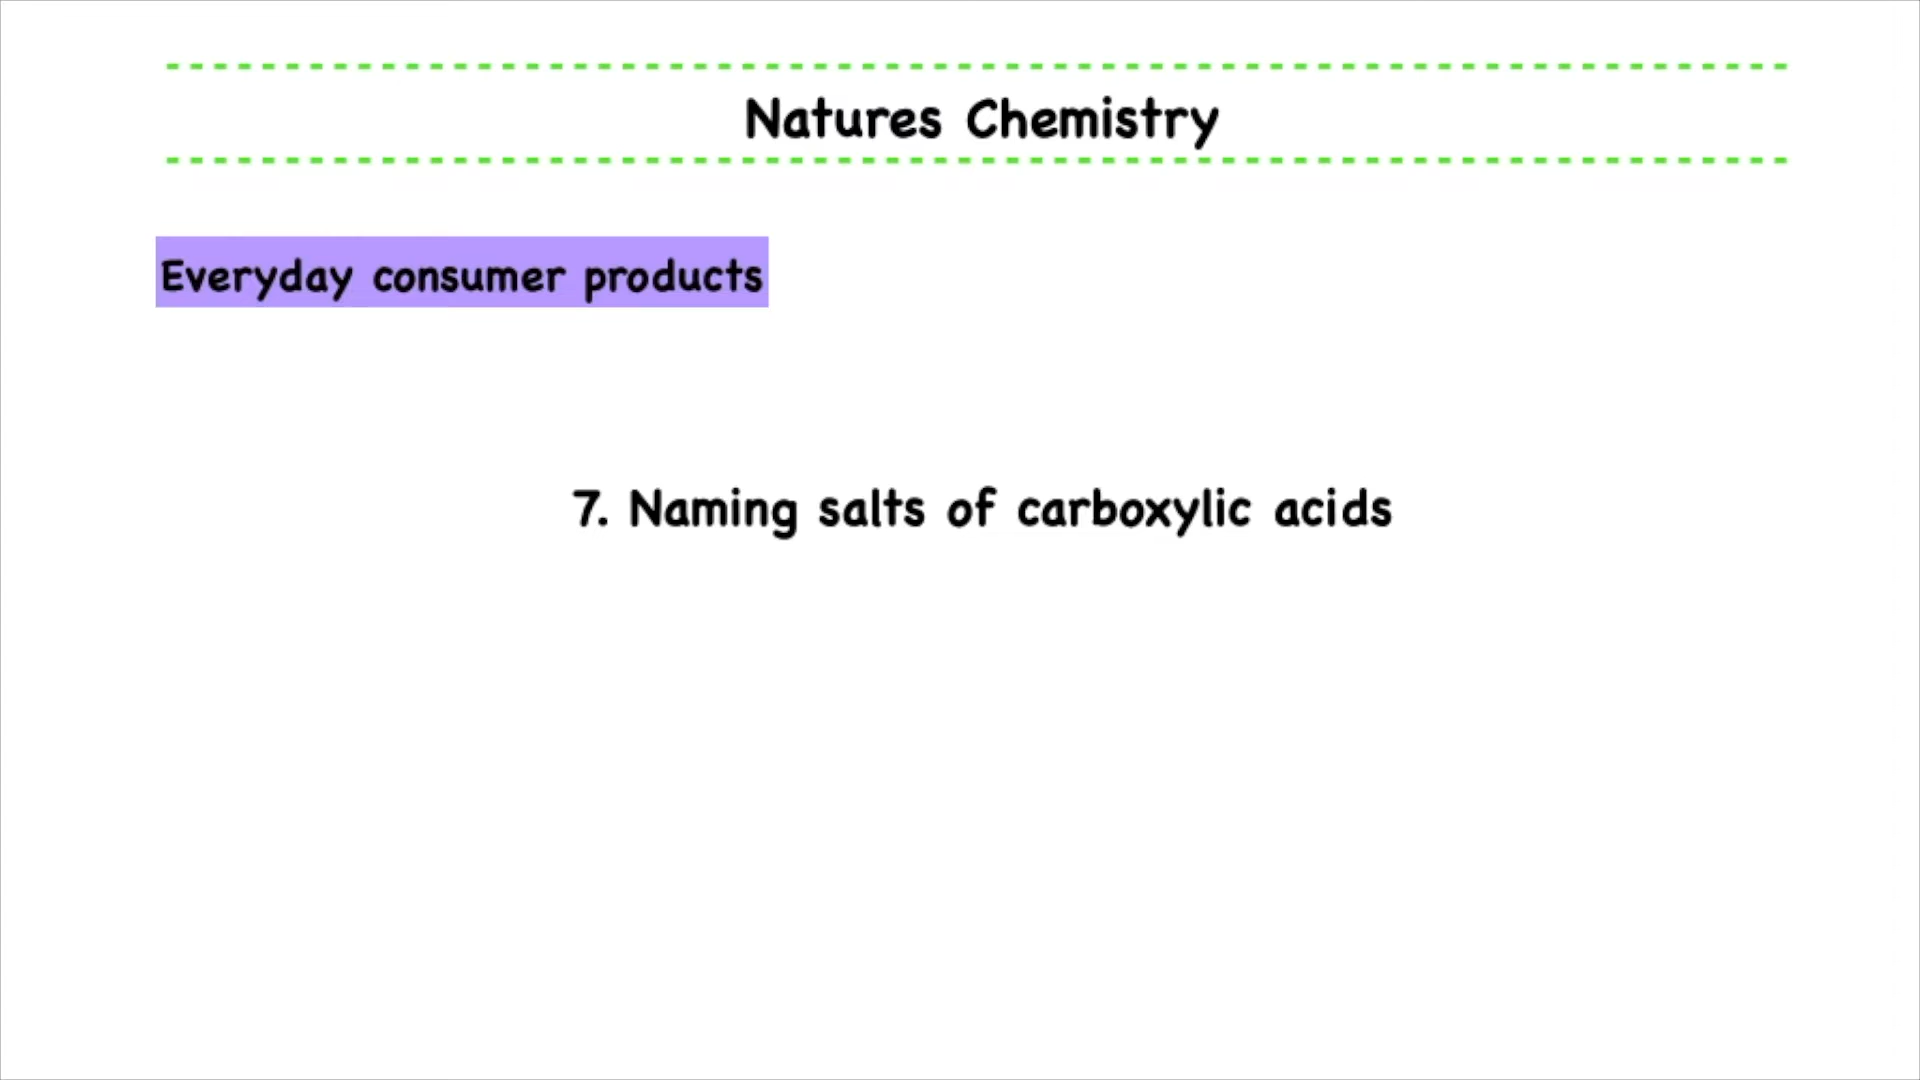 Natures Chemistry
Everyday consumer products
7. Naming salts of carboxylic acids